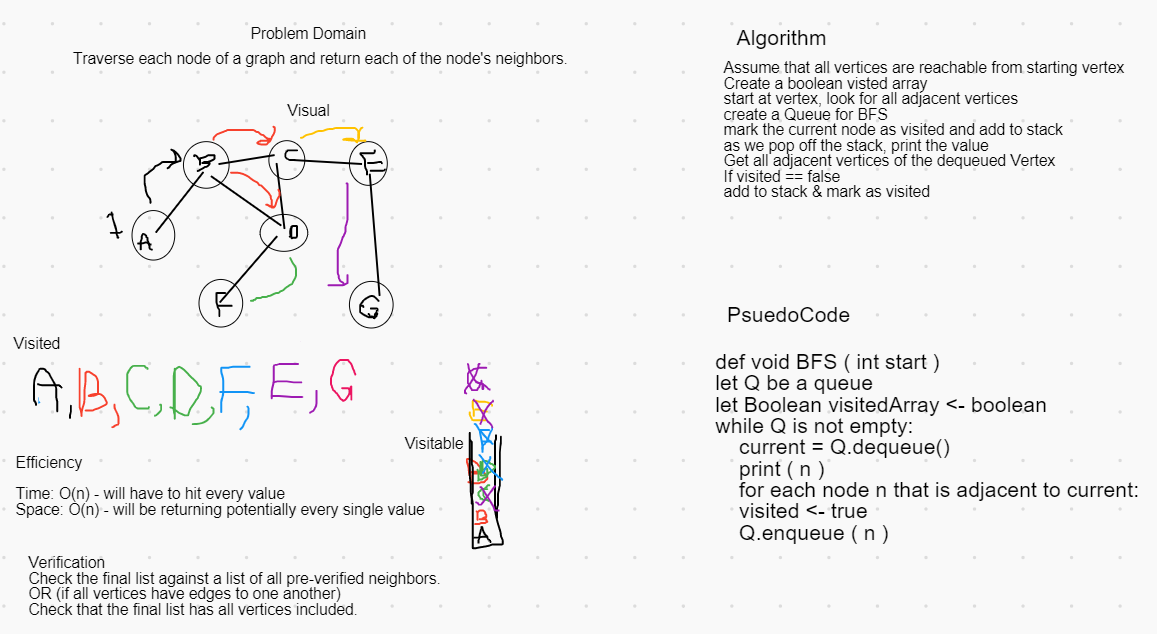 Problem Domain
Traverse each node of a graph and return each of the node's neighbors.
Visual
B
C
E
1
A
D
F
G
Visited
A, B, C, D, F, E, G
Visitable
B
A
Efficiency
Time: O(n) - will have to hit every value
Space: O(n) - will be returning potentially every single value
Verification
Check the final list against a list of all pre-verified neighbors.
OR (if all vertices have edges to one another)
Check that the final list has all vertices included.
Algorithm
Assume that all vertices are reachable from starting vertex
Create a boolean visted array
start at vertex, look for all adjacent vertices
create a Queue for BFS
mark the current node as visited and add to stack
as we pop off the stack, print the value
Get all adjacent vertices of the dequeued Vertex
If visited == false
add to stack & mark as visited
PsuedoCode
def void BFS ( int start )
let Q be a queue
let Boolean visitedArray <- boolean
while Q is not empty:
current = Q.dequeue()
print ( n )
for each node n that is adjacent to current:
visited <- true
Q.enqueue ( n )